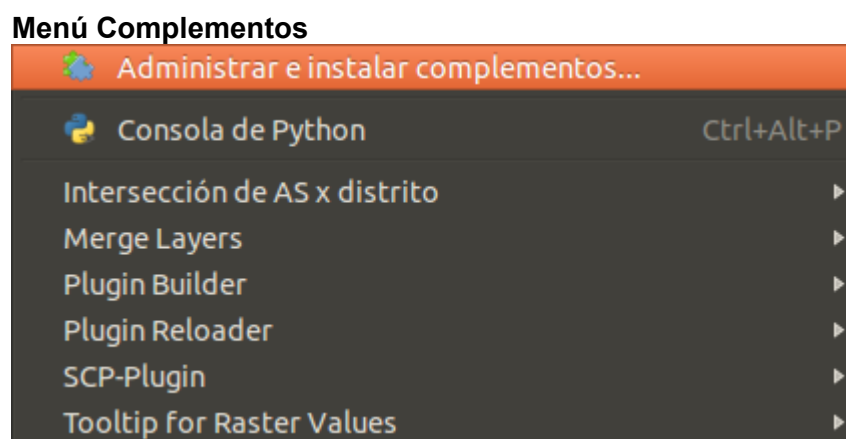 Menú Complementos
Administrar e instalar complementos...
Consola de Python Ctrl+Alt+P
Intersección de AS x distrito
Merge Layers
Plugin Builder
Plugin Reloader
SCP-Plugin
Tooltip for Raster Values